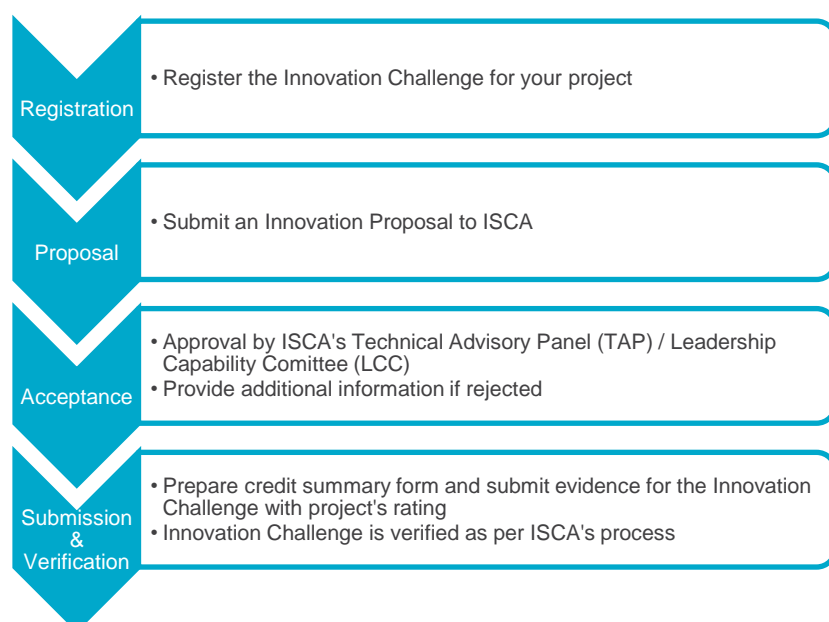 Registration
• Register the Innovation Challenge for your project
Proposal
• Submit an Innovation Proposal to ISCA
Acceptance
• Approval by ISCA's Technical Advisory Panel (TAP) / Leadership
Capability Comittee (LCC)
• Provide additional information if rejected
Submission
&
Verification
• Prepare credit summary form and submit evidence for the Innovation
Challenge with project's rating
• Innovation Challenge is verified as per ISCA's process